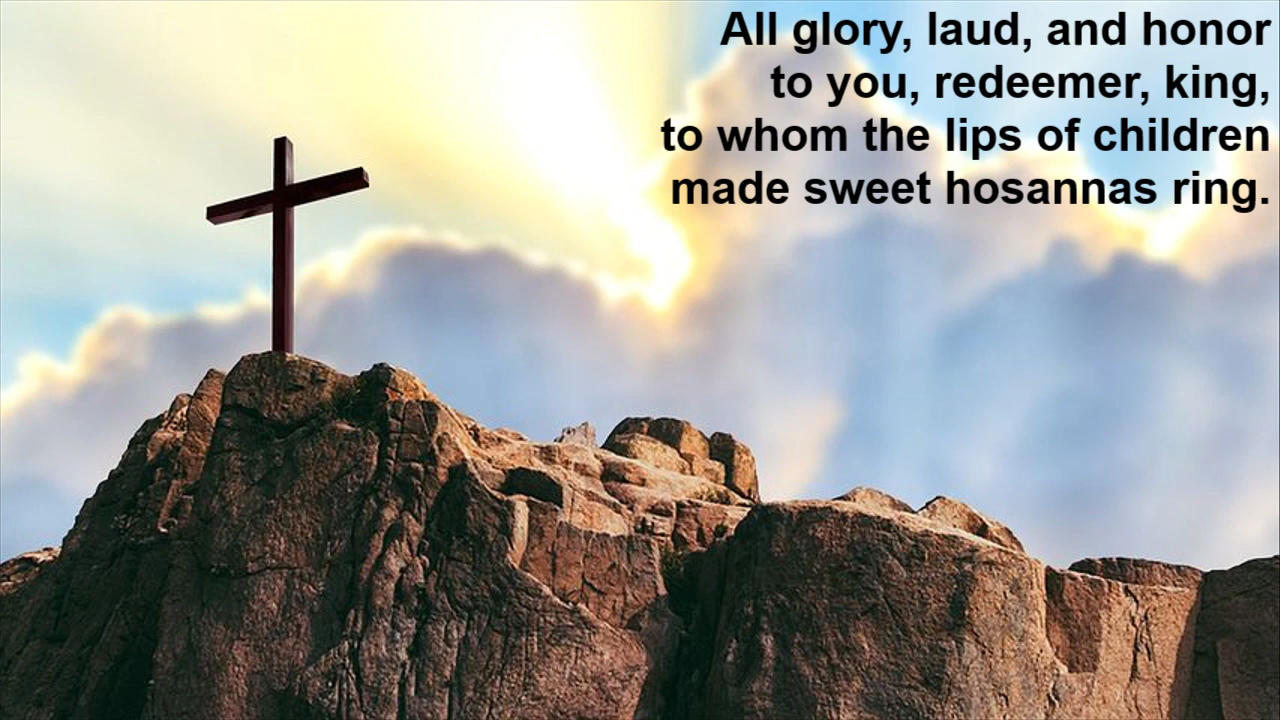 All glory, laud, and honor
to you, redeemer, king,
to whom the lips of children
made sweet hosannas ring.